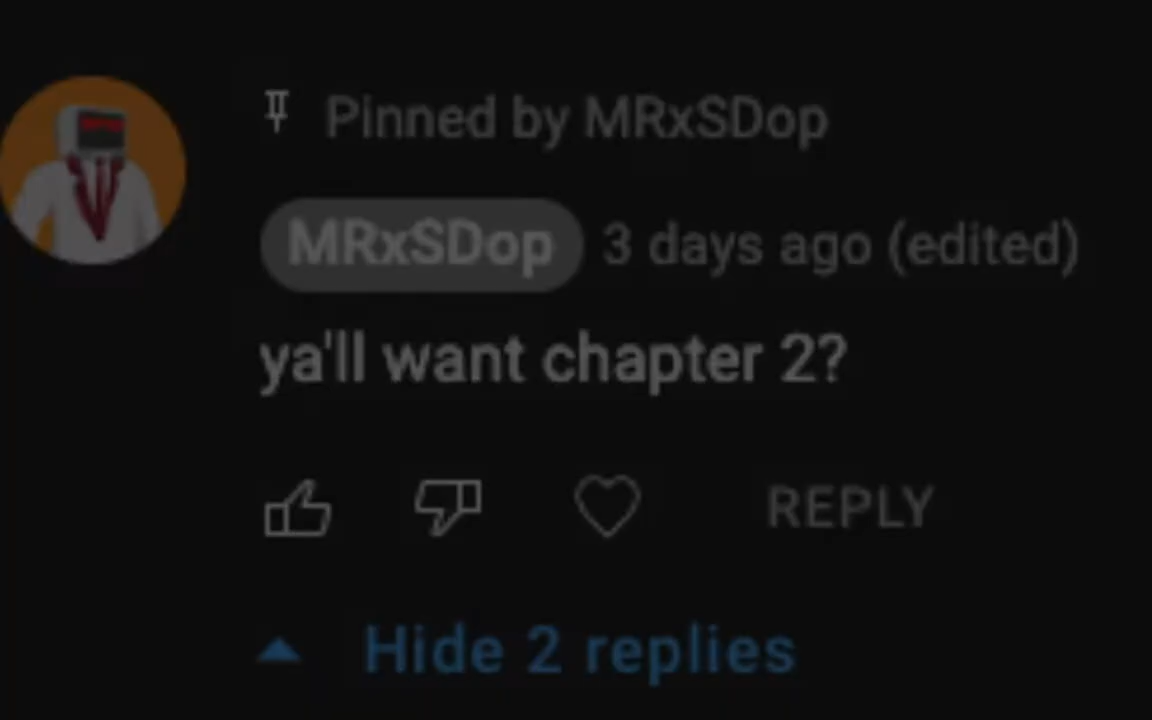 Pinned by MRxSDop
MRxSDop 3 days ago (edited)
ya'll want chapter 2?
REPLY
Hide 2 replies